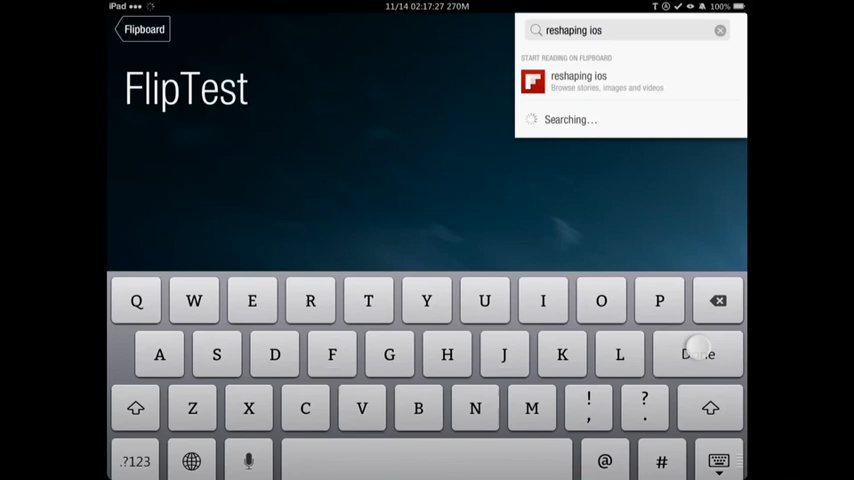 iPad
11/14 02:17:27 270M
100%
Flipboard
reshaping ios
START READING ON FLIPBOARD
reshaping ios
Browse stories, images and videos
Searching...
FlipTest
Q W E R T Y U I O P
A S D F G H J K L Done
Z X C V B N M ! , ? .
.?123 @ #